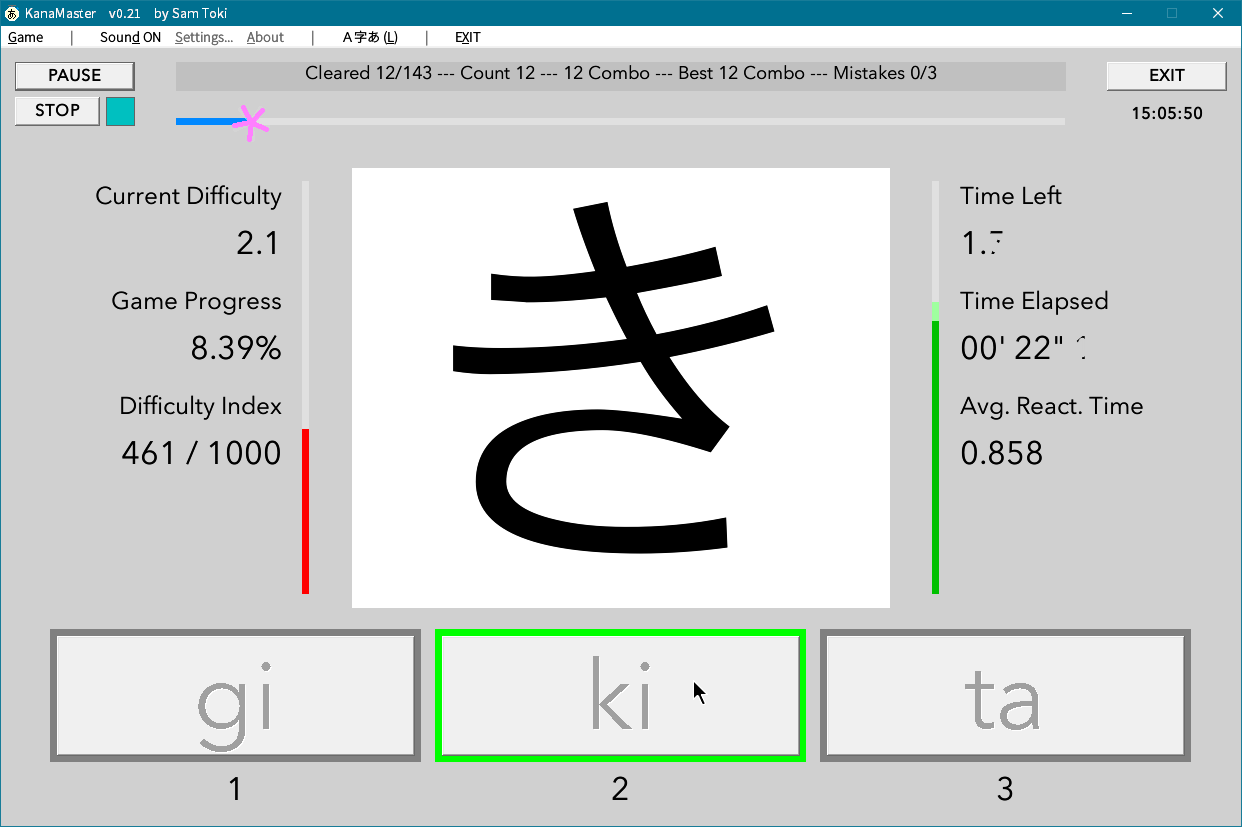 KanaMaster v0.21 by Sam Toki
Game | Sound ON Settings... About | A字あ (L) | EXIT
PAUSE
Cleared 12/143 --- Count 12 --- 12 Combo --- Best 12 Combo --- Mistakes 0/3
EXIT
STOP
15:05:50
Current Difficulty
2.1
Game Progress
8.39%
Difficulty Index
461 / 1000
き
Time Left
Time Elapsed
00' 22"
Avg. React. Time
0.858
gi
ki
ta
1
2
3